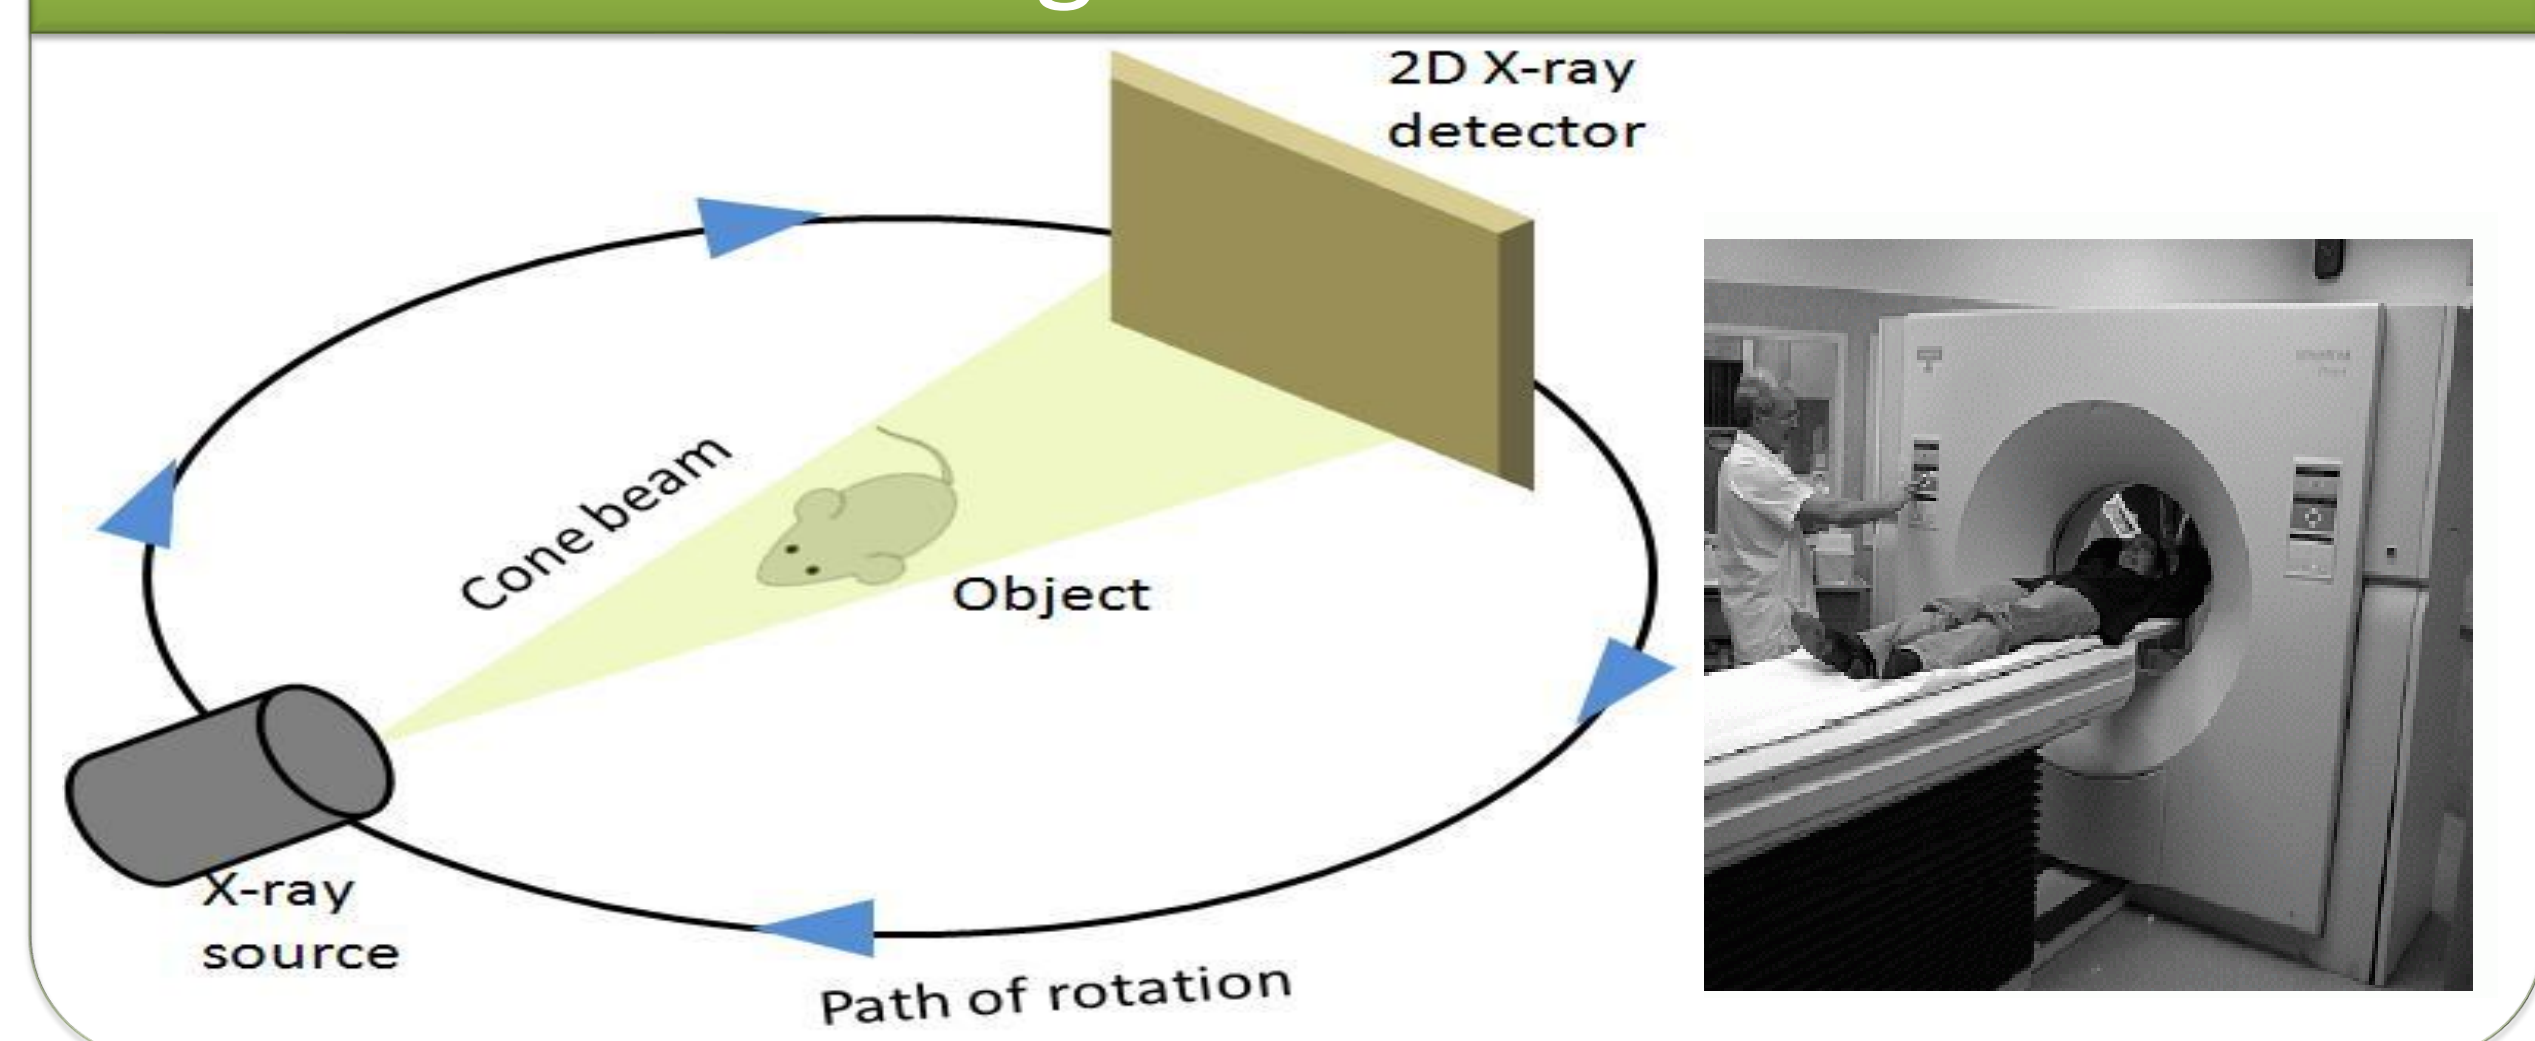 2D X-ray
detector
Cone beam
Object
X-ray
source
Path of rotation